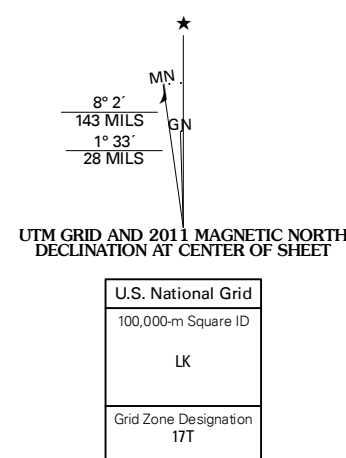 ★
MN
8° 2´
143 MILS
GN
1° 33´
28 MILS
UTM GRID AND 2011 MAGNETIC NORTH
DECLINATION AT CENTER OF SHEET
U.S. National Grid
100,000-m Square ID
LK
Grid Zone Designation
17T